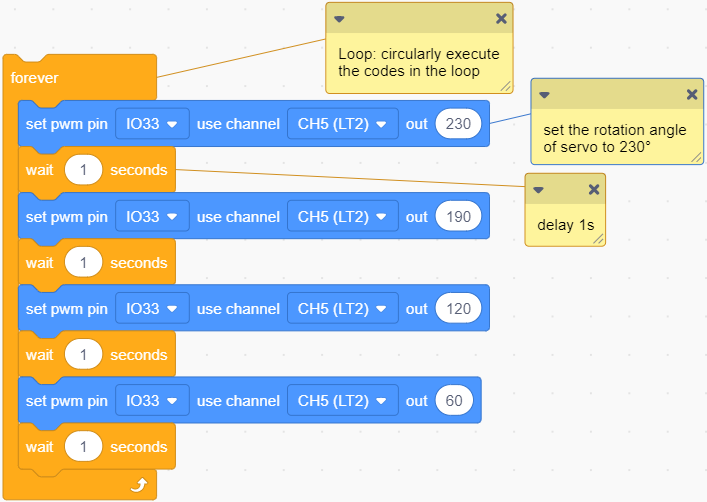 Loop: circularly execute
the codes in the loop
forever
set pwm pin IO33 use channel CH5 (LT2) out 230
set the rotation angle
of servo to 230°
wait 1 seconds
delay 1s
set pwm pin IO33 use channel CH5 (LT2) out 190
wait 1 seconds
set pwm pin IO33 use channel CH5 (LT2) out 120
wait 1 seconds
set pwm pin IO33 use channel CH5 (LT2) out 60
wait 1 seconds